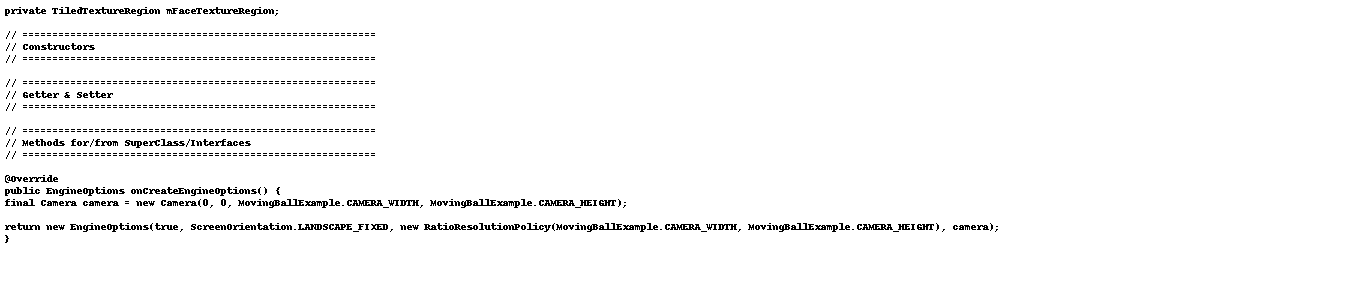 private TiledTextureRegion mFaceTextureRegion;
// ===========================================================
// Constructors
// ===========================================================
// ===========================================================
// Getter & Setter
// ===========================================================
// ===========================================================
// Methods for/from SuperClass/Interfaces
// ===========================================================
@Override
public EngineOptions onCreateEngineOptions() {
final Camera camera = new Camera(0, 0, MovingBallExample.CAMERA_WIDTH, MovingBallExample.CAMERA_HEIGHT);
return new EngineOptions(true, ScreenOrientation.LANDSCAPE_FIXED, new RatioResolutionPolicy(MovingBallExample.CAMERA_WIDTH, MovingBallExample.CAMERA_HEIGHT), camera);
}